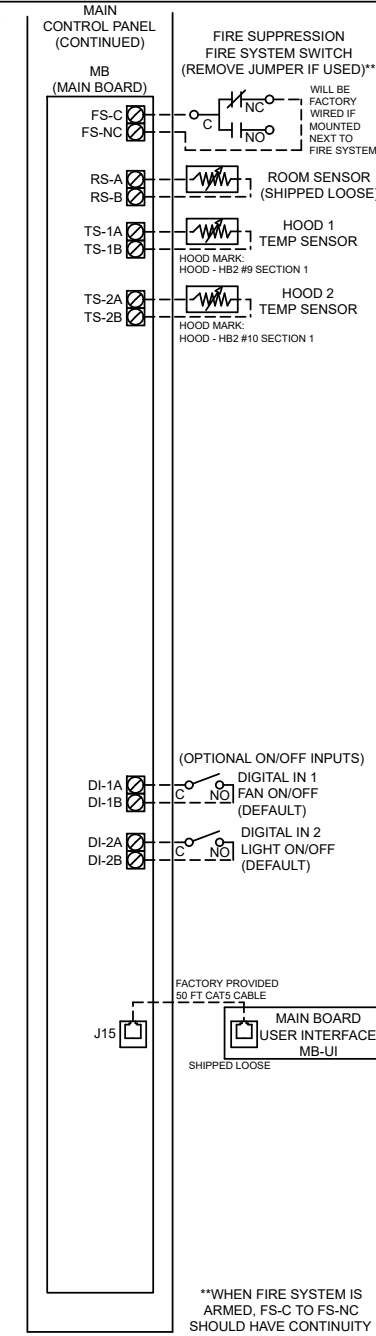 MAIN
CONTROL PANEL
(CONTINUED)
MB
(MAIN BOARD)
FIRE SUPPRESSION
FIRE SYSTEM SWITCH
(REMOVE JUMPER IF USED)**
FS-C
FS-NC
C
NC
NO
WILL BE
FACTORY
WIRED IF
MOUNTED
NEXT TO
FIRE SYSTEM
RS-A
RS-B
ROOM SENSOR
(SHIPPED LOOSE)
TS-1A
TS-1B
HOOD 1
TEMP SENSOR
HOOD MARK:
HOOD - HB2 #9 SECTION 1
TS-2A
TS-2B
HOOD 2
TEMP SENSOR
HOOD MARK:
HOOD - HB2 #10 SECTION 1
(OPTIONAL ON/OFF INPUTS)
DI-1A
DI-1B
C
NO
DIGITAL IN 1
FAN ON/OFF
(DEFAULT)
DI-2A
DI-2B
C
NO
DIGITAL IN 2
LIGHT ON/OFF
(DEFAULT)
FACTORY PROVIDED
50 FT CAT5 CABLE
J15
MAIN BOARD
USER INTERFACE
MB-UI
SHIPPED LOOSE
**WHEN FIRE SYSTEM IS
ARMED, FS-C TO FS-NC
SHOULD HAVE CONTINUITY